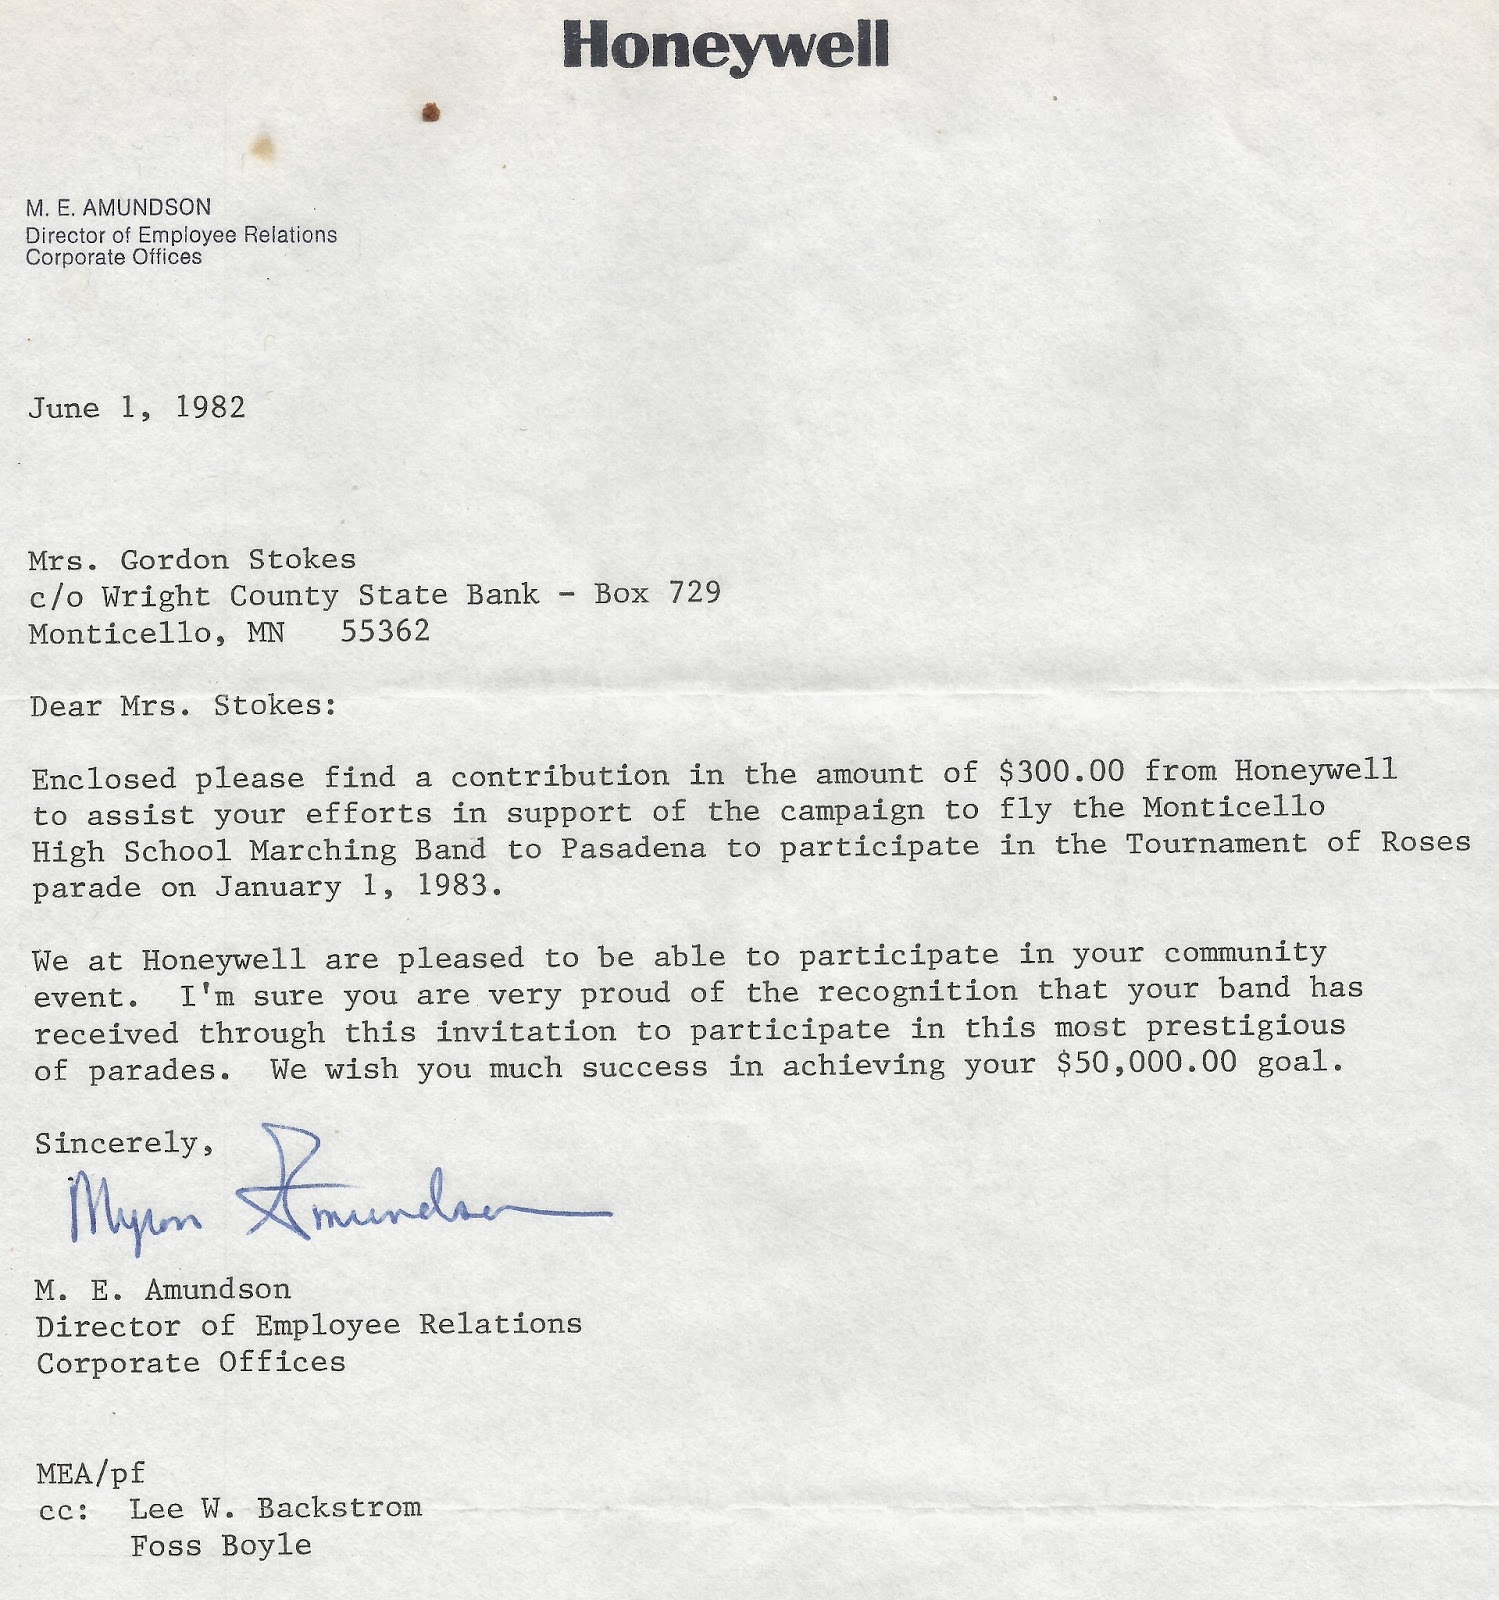 Honeywell
M. E. AMUNDSON
Director of Employee Relations
Corporate Offices
June 1, 1982
Mrs. Gordon Stokes
c/o Wright County State Bank - Box 729
Monticello, MN   55362
Dear Mrs. Stokes:
Enclosed please find a contribution in the amount of $300.00 from Honeywell
to assist your efforts in support of the campaign to fly the Monticello
High School Marching Band to Pasadena to participate in the Tournament of Roses
parade on January 1, 1983.
We at Honeywell are pleased to be able to participate in your community
event.  I'm sure you are very proud of the recognition that your band has
received through this invitation to participate in this most prestigious
of parades.  We wish you much success in achieving your $50,000.00 goal.
Sincerely,
Myron Amundson
M. E. Amundson
Director of Employee Relations
Corporate Offices
MEA/pf
cc:  Lee W. Backstrom
Foss Boyle